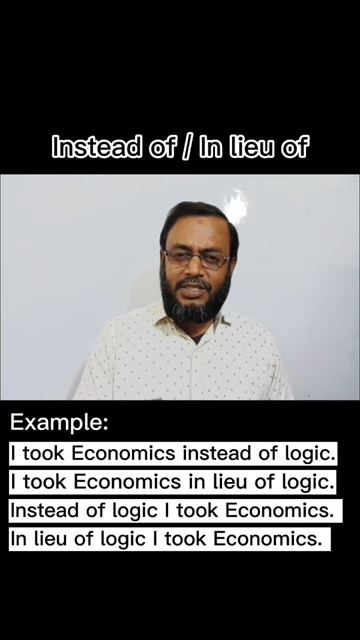 Instead of / In lieu of
Example:
I took Economics instead of logic.
I took Economics in lieu of logic.
Instead of logic I took Economics.
In lieu of logic I took Economics.